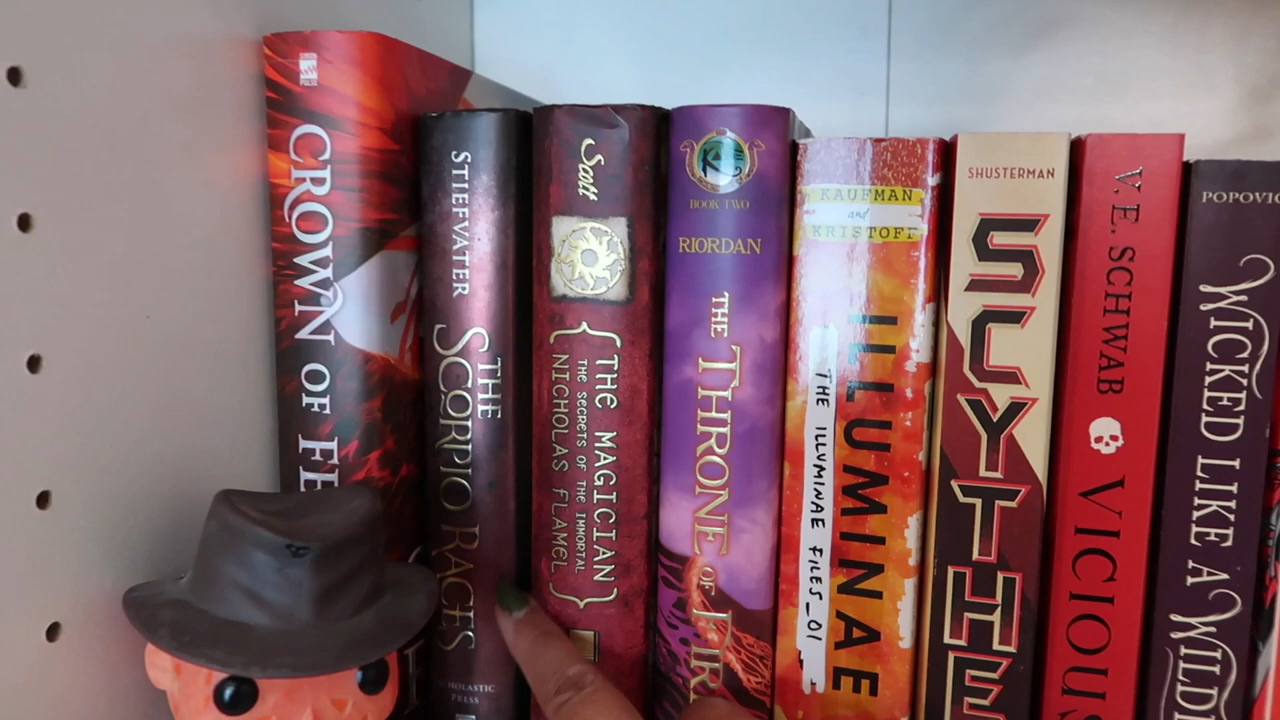 CROWN OF FE
STIEFVATER
THE
SCORPIO RACES
SCHOLASTIC
PRESS
Scott
{THE MAGICIAN}
THE SECRETS OF THE IMMORTAL
NICHOLAS FLAMEL
BOOK TWO
RIORDAN
THE THRONE OF FIR
KAUFMAN
and
KRISTOFF
ILLUMINAE
THE ILLUMINAE FILES_01
SHUSTERMAN
SCYTHE
V. E. SCHWAB
VICIOU
POPOVIC
WICKED LIKE A WILD